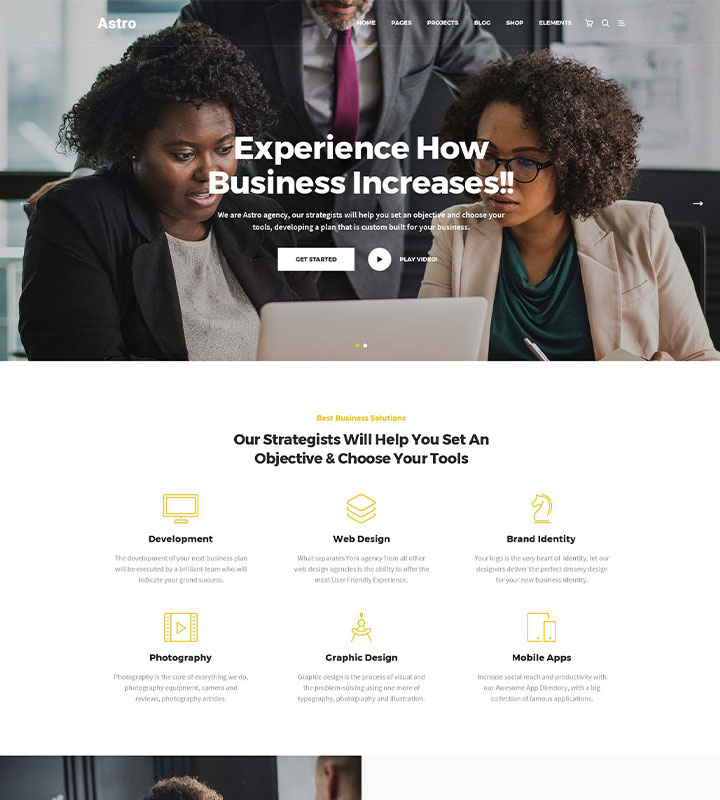 Astro
HOME PAGES PROJECTS BLOG SHOP ELEMENTS
Experience How
Business Increases!!
We are Astro agency, our strategists will help you set an objective and choose your
tools, developing a plan that is custom built for your business.
GET STARTED
PLAY VIDEO!
Best Business Solutions
Our Strategists Will Help You Set An
Objective & Choose Your Tools
Development
The development of your next business plan
will be executed by a brilliant team who will
indicate your grand success.
Web Design
What separates York agency from all other
web design agencies is the ability to offer the
most User Friendly Experience.
Brand Identity
Your logo is the very heart of Identity, let our
designers deliver the perfect dreamy design
for your new business identity.
Photography
Photography is the core of everything we do,
photography equipment, camera and
reviews, photography articles.
Graphic Design
Graphic design is the process of visual and
the problem-solving using one more of
typography, photography and illustration.
Mobile Apps
Increase social reach and productivity with
our Awesome App Directory, with a big
collection of famous applications.